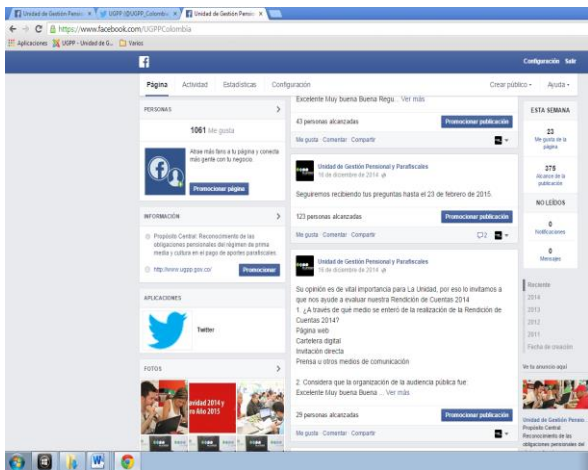 Unidad de Gestión Pensio
UGPP (@UGPP_Colombi
Unidad de Gestión Pensio
https://www.facebook.com/UGPPColombia
Aplicaciones
UGPP - Unidad de G...
Varios
Configuración Salir
Página Actividad Estadísticas Configuración Crear público Ayuda
PERSONAS
1061 Me gusta
Atrae más fans a tu página y conecta
más gente con tu negocio.
Promocionar página
INFORMACIÓN
Propósito Central: Reconocimiento de las
obligaciones pensionales del régimen de prima
media y cultura en el pago de aportes parafiscales
http://www.ugpp.gov.co/
Promocionar
APLICACIONES
Twitter
FOTOS
Navidad 2014 y
Año 2015
Excelente Muy buena Buena Regu... Ver más
43 personas alcanzadas
Promocionar publicación
Me gusta · Comentar · Compartir
Unidad de Gestión Pensional y Parafiscales
16 de diciembre de 2014
Seguiremos recibiendo tus preguntas hasta el 23 de febrero de 2015.
123 personas alcanzadas
Promocionar publicación
Me gusta · Comentar · Compartir
2
Unidad de Gestión Pensional y Parafiscales
16 de diciembre de 2014
Su opinión es de vital importancia para La Unidad, por eso lo invitamos a
que nos ayude a evaluar nuestra Rendición de Cuentas 2014
1. ¿A través de qué medio se enteró de la realización de la Rendición de
Cuentas 2014?
Página web
Cartelera digital
Invitación directa
Prensa u otros medios de comunicación
2. Considera que la organización de la audiencia pública fue:
Excelente Muy buena Buena ... Ver más
29 personas alcanzadas
Promocionar publicación
Me gusta · Comentar · Compartir
ESTA SEMANA
23
Me gusta de la
página
375
Alcance de la
publicación
NO LEÍDOS
0
Notificaciones
0
Mensajes
Reciente
2014
2013
2012
2011
Fecha de creación
Ve tu anuncio aquí
Unidad de Gestión Pensio...
Propósito Central:
Reconocimiento de las
obligaciones pensionales del